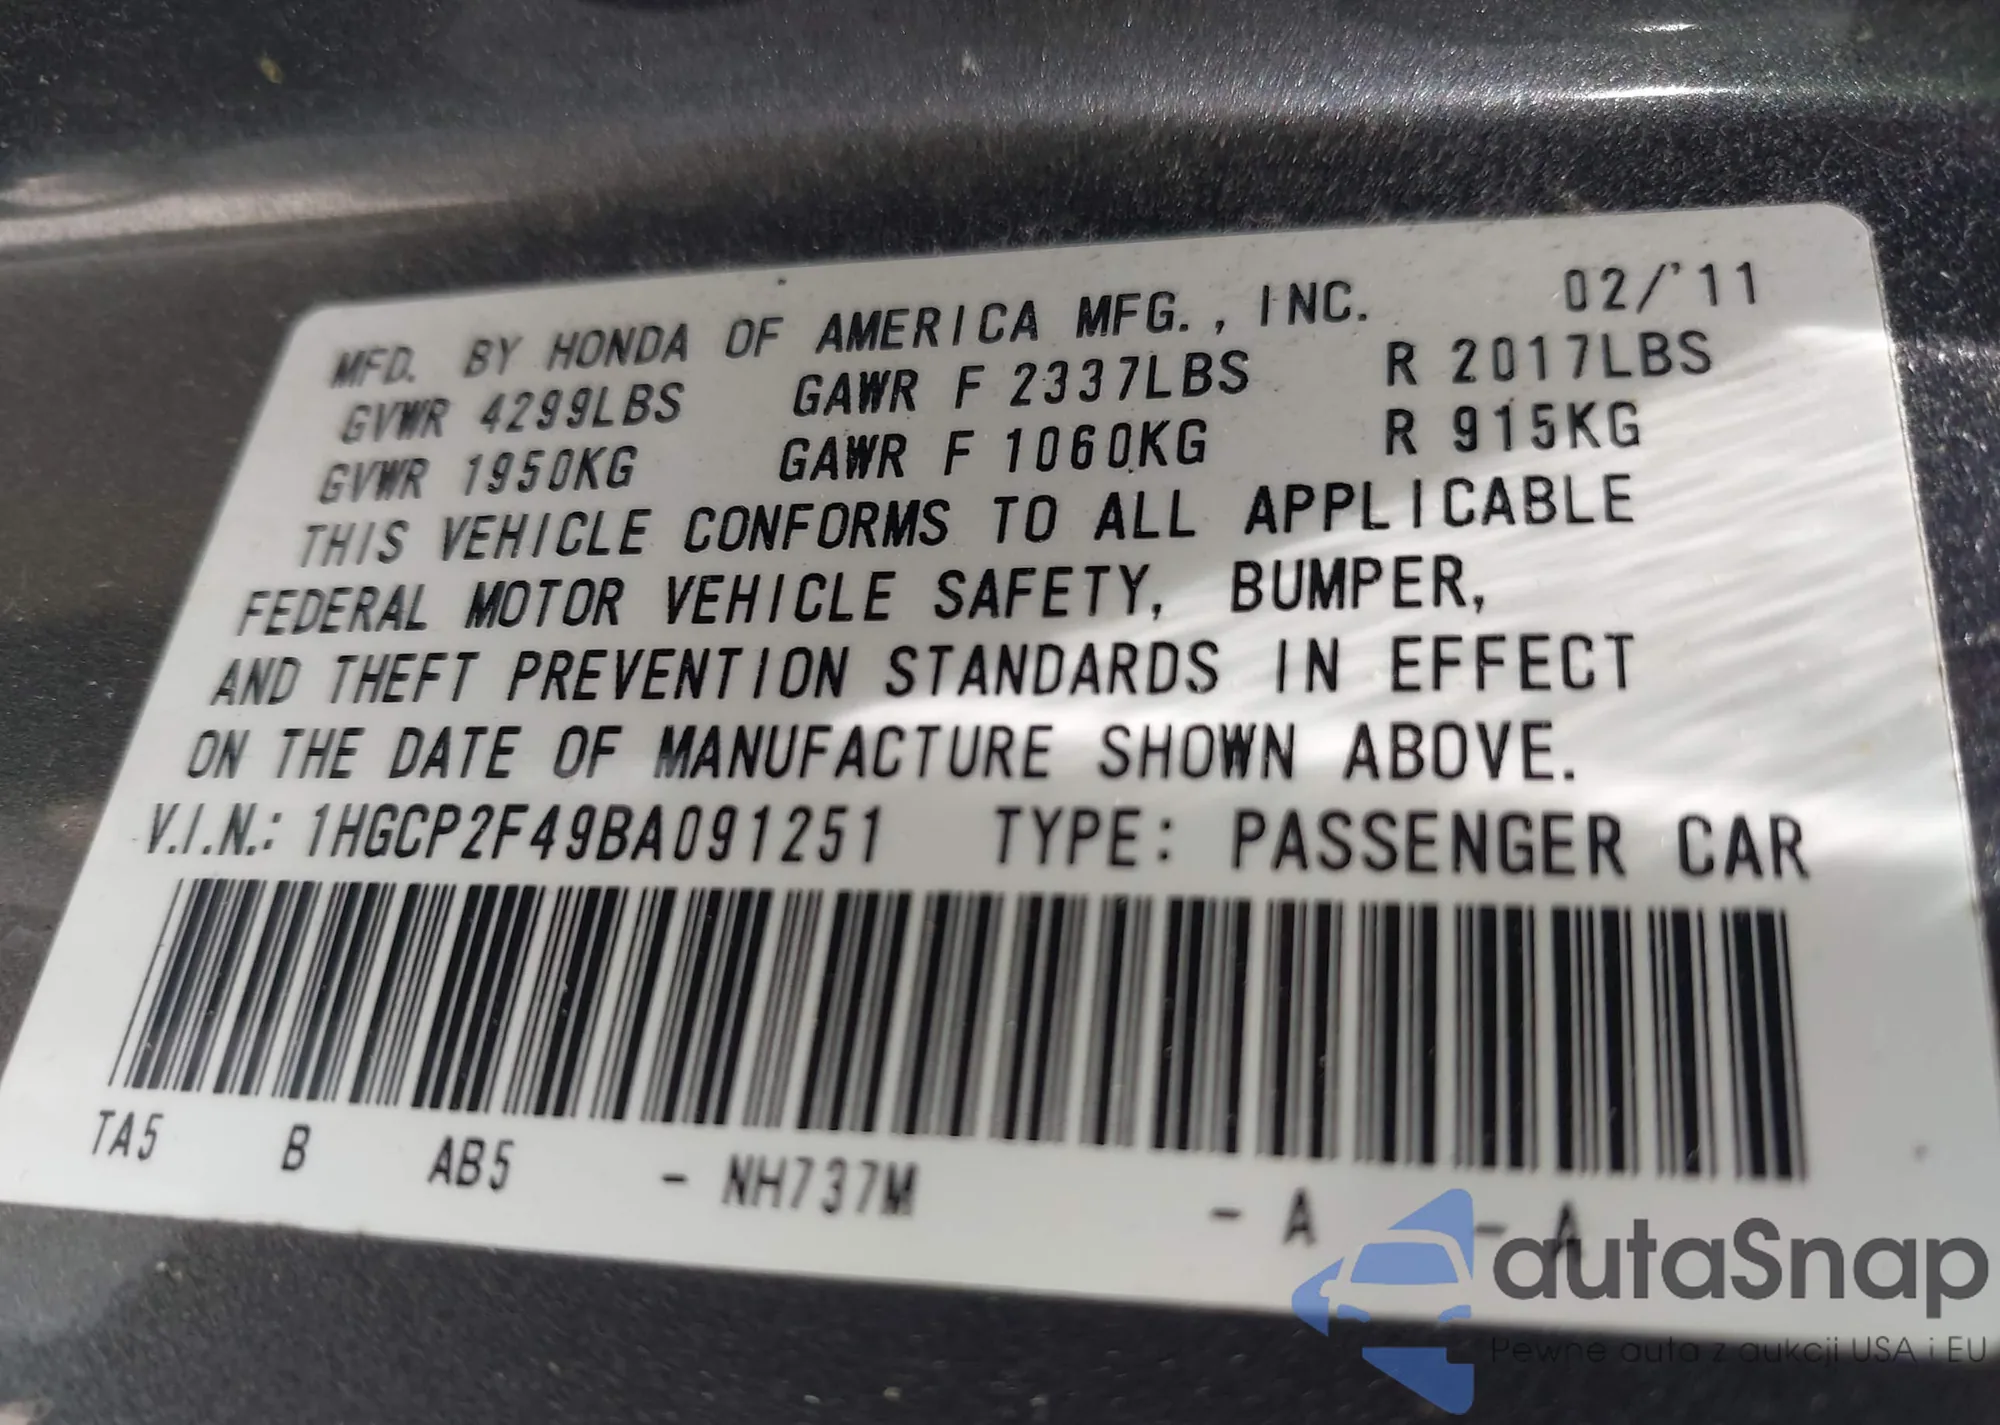 MFD. BY HONDA OF AMERICA MFG., INC. 02/'11
GVWR 4299LBS GAWR F 2337LBS R 2017LBS
GVWR 1950KG GAWR F 1060KG R 915KG
THIS VEHICLE CONFORMS TO ALL APPLICABLE
FEDERAL MOTOR VEHICLE SAFETY, BUMPER,
AND THEFT PREVENTION STANDARDS IN EFFECT
ON THE DATE OF MANUFACTURE SHOWN ABOVE.
V.I.N.: 1HGCP2F49BA091251 TYPE: PASSENGER CAR
TA5 B AB5 - NH737M - A - A
autaSnap
Pewne auta z aukcji USA i EU